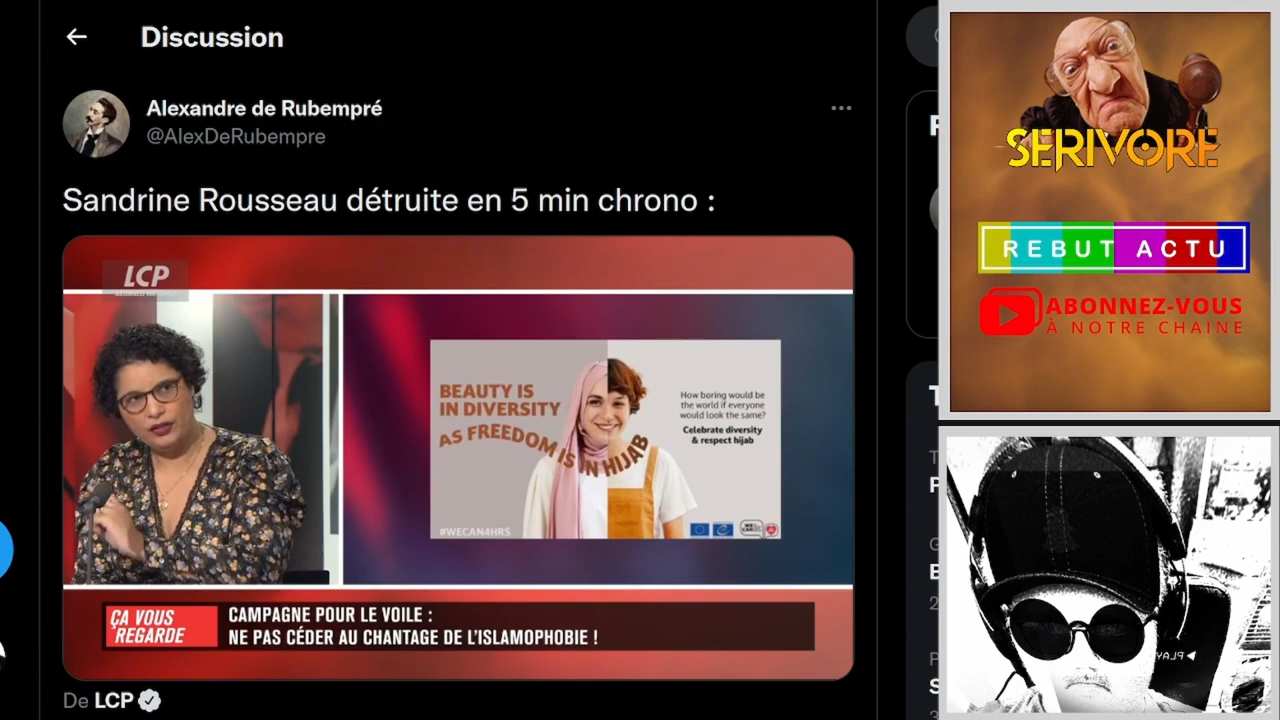 Discussion
Alexandre de Rubempré
@AlexDeRubempre
Sandrine Rousseau détruite en 5 min chrono :
LCP
BEAUTY IS
IN DIVERSITY
AS FREEDOM IS IN HIJAB
How boring would be
the world if everyone
would look the same?
Celebrate diversity
& respect hijab
#WECAN4HRS
ÇA VOUS
REGARDE
CAMPAGNE POUR LE VOILE :
NE PAS CÉDER AU CHANTAGE DE L'ISLAMOPHOBIE !
De LCP
SERIVORE
REBUT ACTU
ABONNEZ-VOUS
À NOTRE CHAINE
PLAY